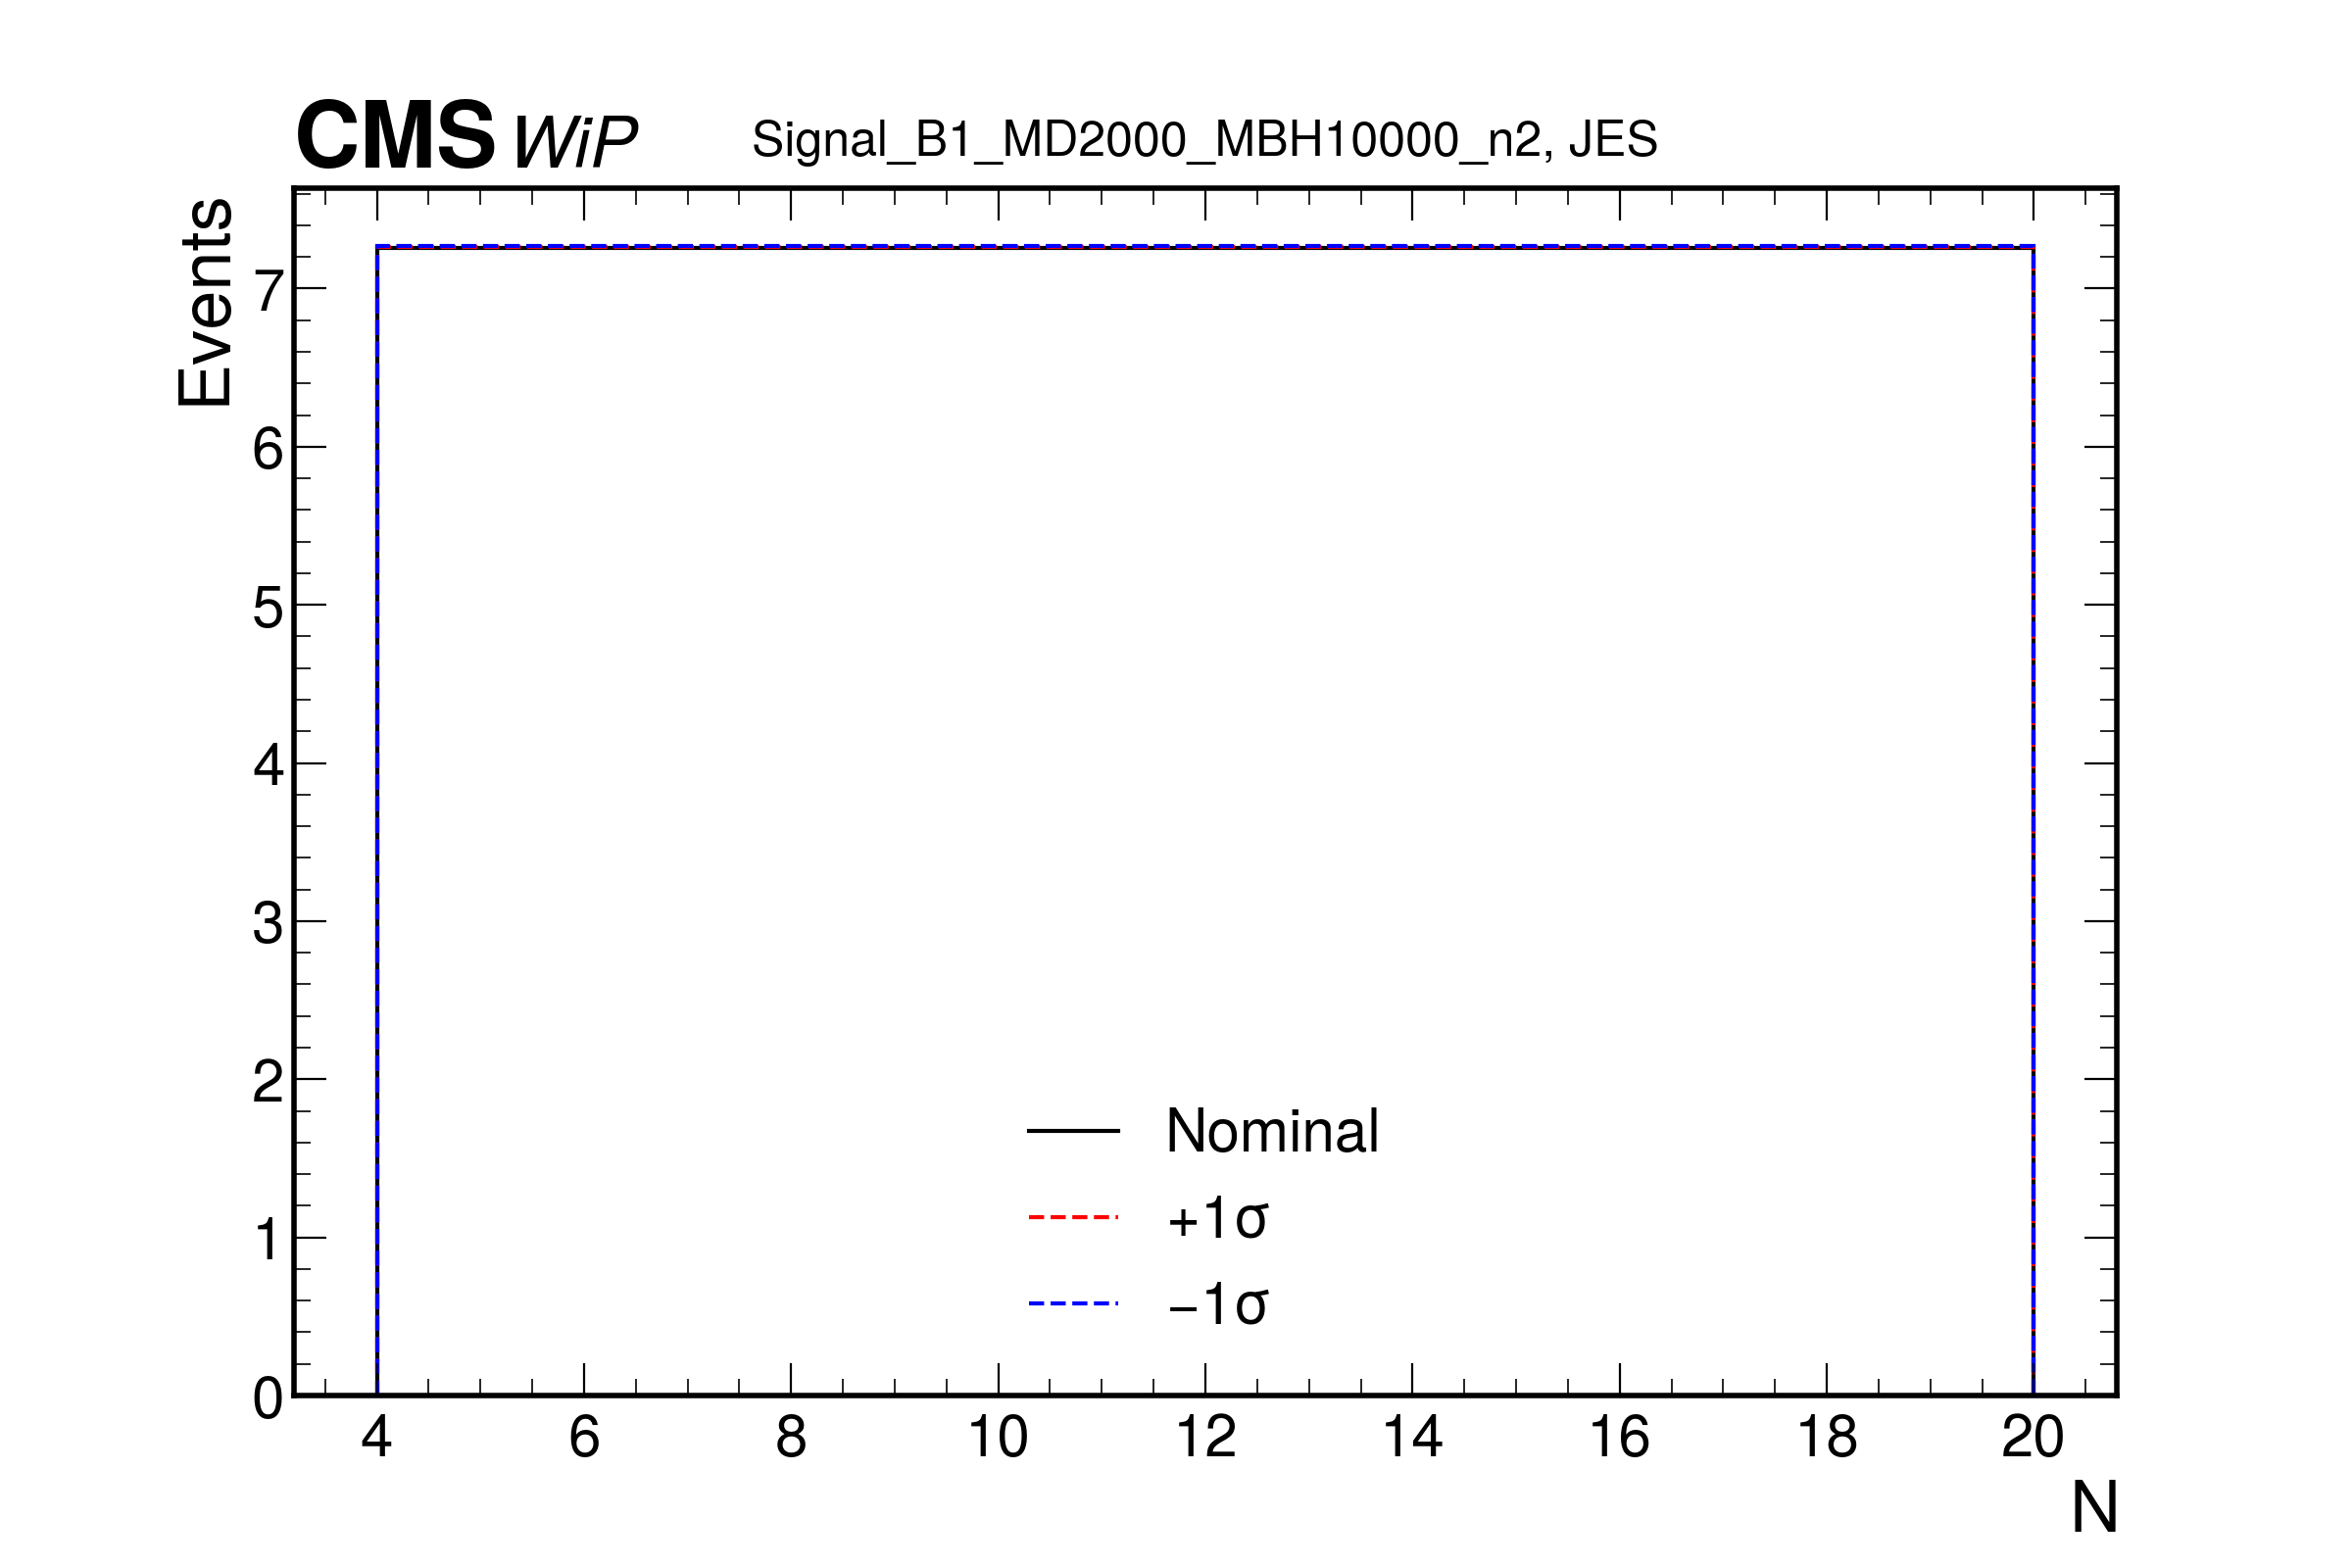 CMS WiP
Signal_B1_MD2000_MBH10000_n2, JES
Events
7
6
5
4
3
2
1
0
Nominal
+1σ
−1σ
4 6 8 10 12 14 16 18 20
N